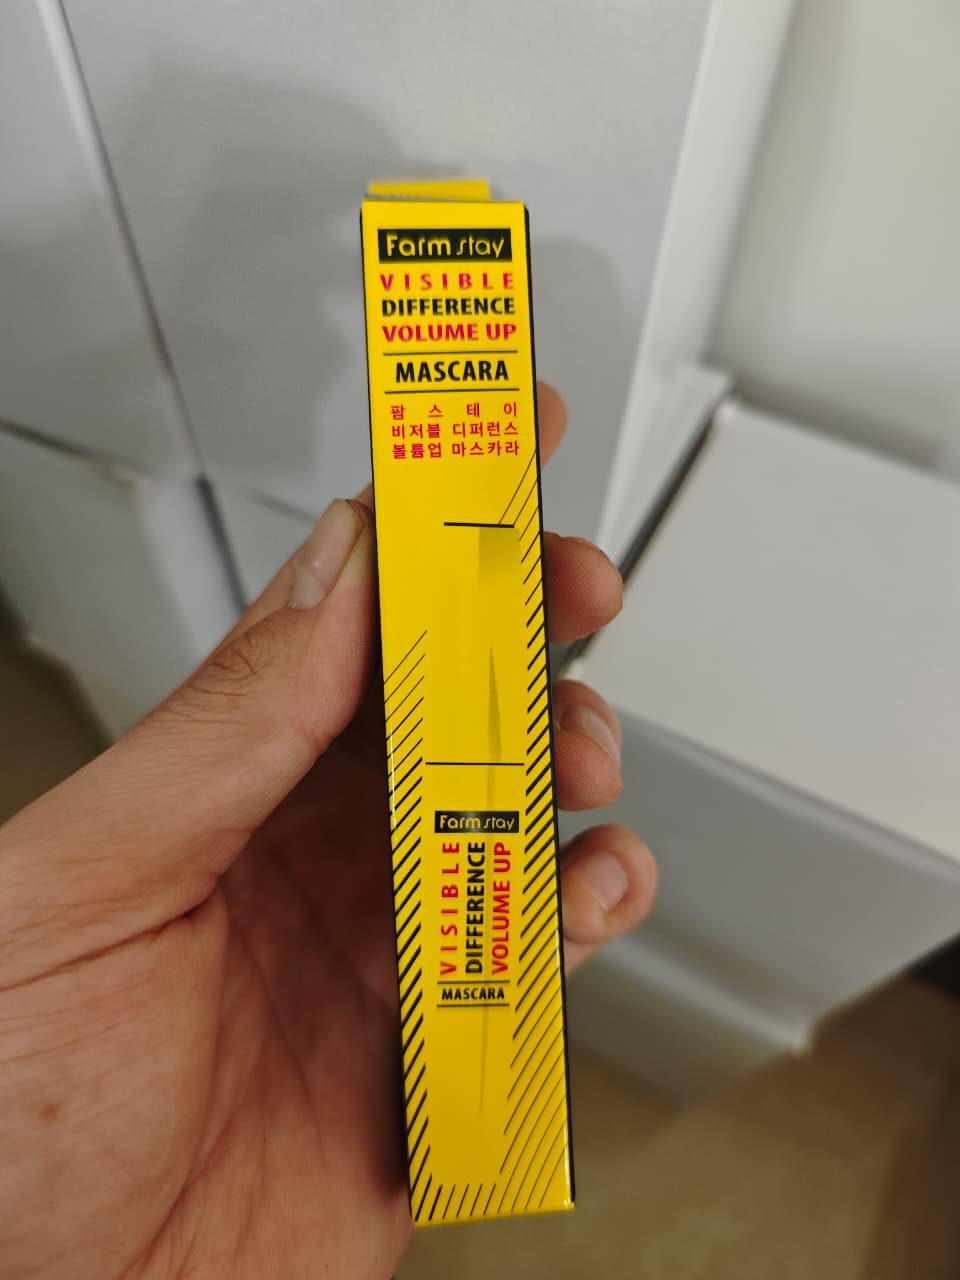 Farm stay
VISIBLE
DIFFERENCE
VOLUME UP
MASCARA
팜 스 테 이
비저블 디퍼런스
볼륨업 마스카라
Farm stay
VISIBLE
DIFFERENCE
VOLUME UP
MASCARA